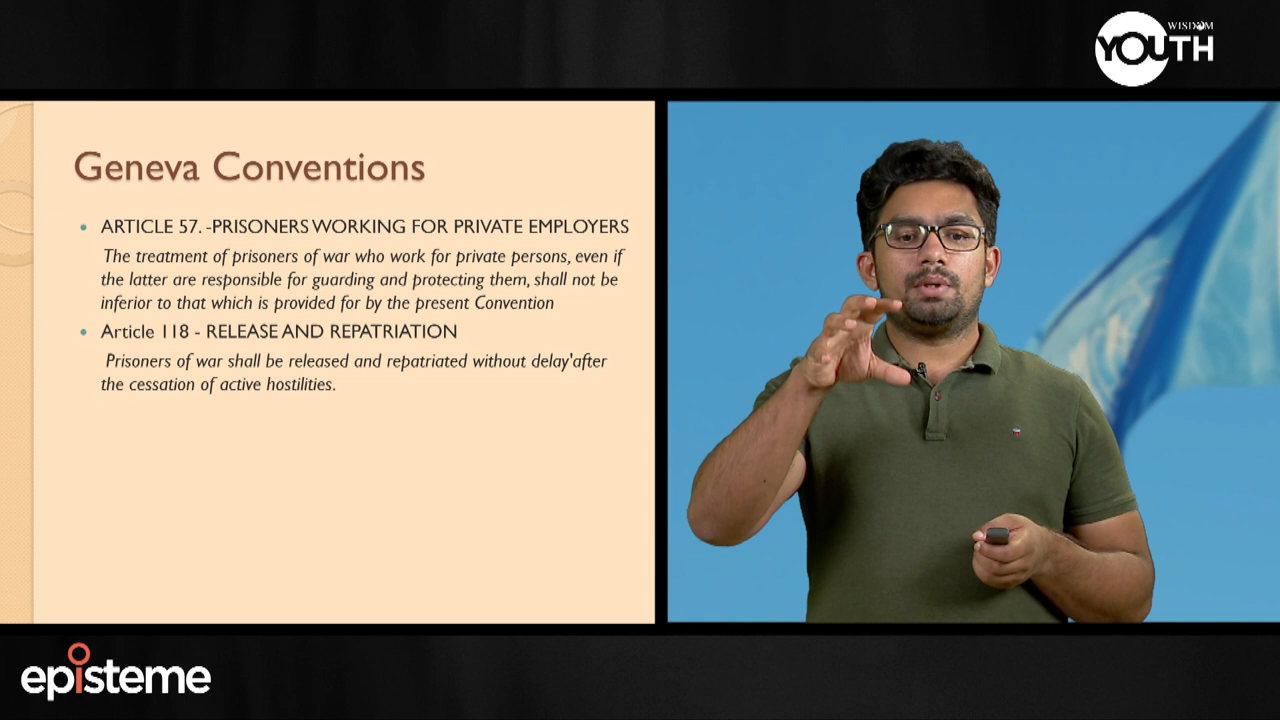 WISDOM
YOUTH
Geneva Conventions
• ARTICLE 57. -PRISONERS WORKING FOR PRIVATE EMPLOYERS
The treatment of prisoners of war who work for private persons, even if
the latter are responsible for guarding and protecting them, shall not be
inferior to that which is provided for by the present Convention
• Article 118 - RELEASE AND REPATRIATION
Prisoners of war shall be released and repatriated without delay'after
the cessation of active hostilities.
episteme